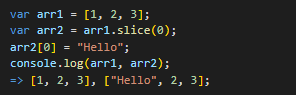 var arr1 = [1, 2, 3];
var arr2 = arr1.slice(0);
arr2[0] = "Hello";
console.log(arr1, arr2);
=> [1, 2, 3], ["Hello", 2, 3];